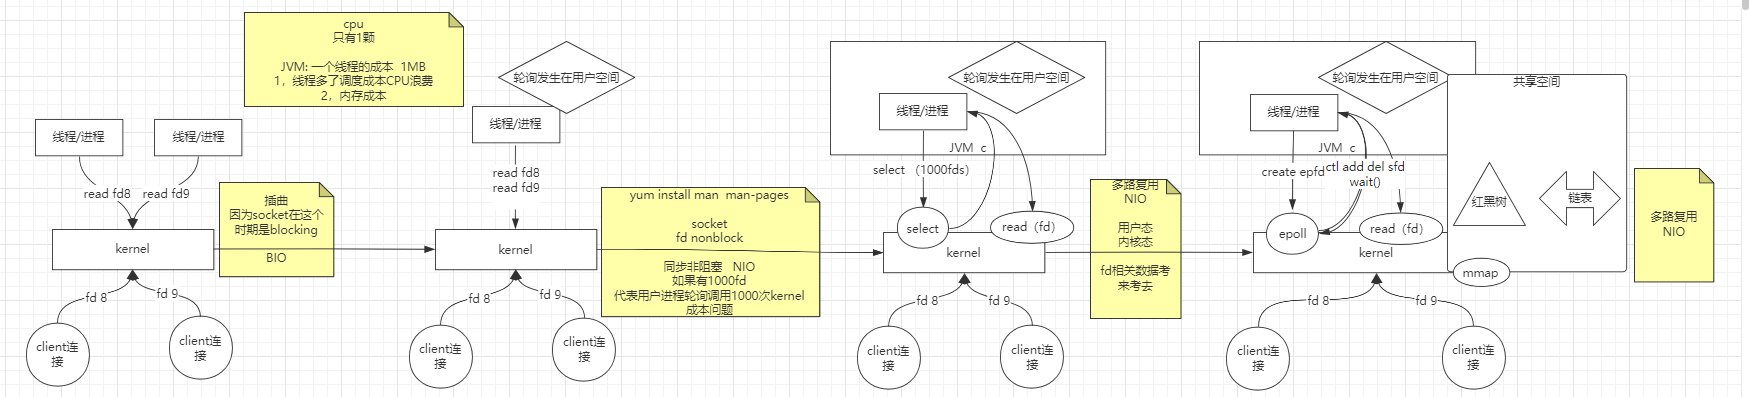 cpu
只有1颗
JVM: 一个线程的成本  1MB
1，线程多了调度成本CPU浪费
2，内存成本
线程/进程
线程/进程
read fd8
read fd9
kernel
fd 8
fd 9
client连
接
client连
接
插曲
因为socket在这个
时期是blocking
BIO
轮询发生在用户空间
线程/进程
read fd8
read fd9
kernel
fd 8
fd 9
client连
接
client连
接
yum install man  man-pages
socket
fd nonblock
同步非阻塞   NIO
如果有1000fd
代表用户进程轮询调用1000次kernel
成本问题
轮询发生在用户空间
线程/进程
JVM  c
select （1000fds）
select
read（fd）
kernel
fd 8
fd 9
client连
接
client连
接
多路复用
NIO
用户态
内核态
fd相关数据考
来考去
轮询发生在用户空间
线程/进程
JVM  c
create epfd
ctl add del sfd
wait()
epoll
read（fd）
kernel
fd 8
fd 9
client连
接
client连
接
共享空间
红黑树
链表
mmap
多路复用
NIO